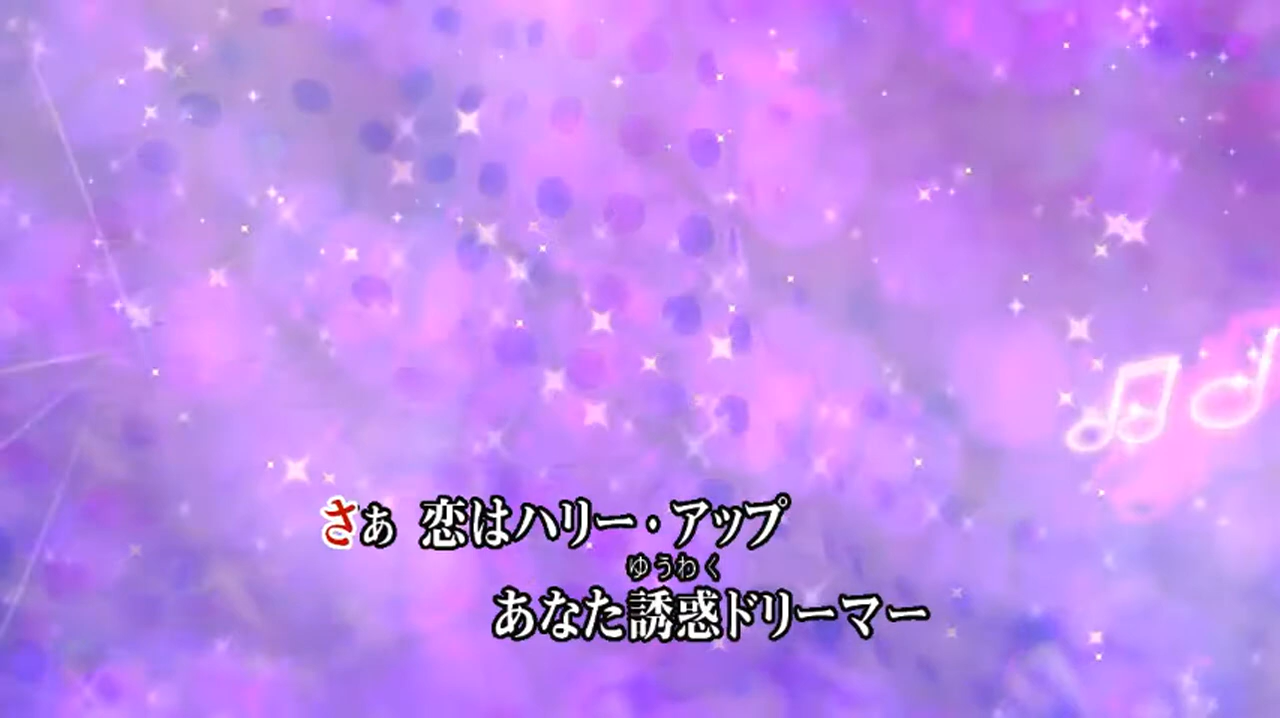 さぁ 恋はハリー・アップ
ゆうわく
あなた誘惑ドリーマー